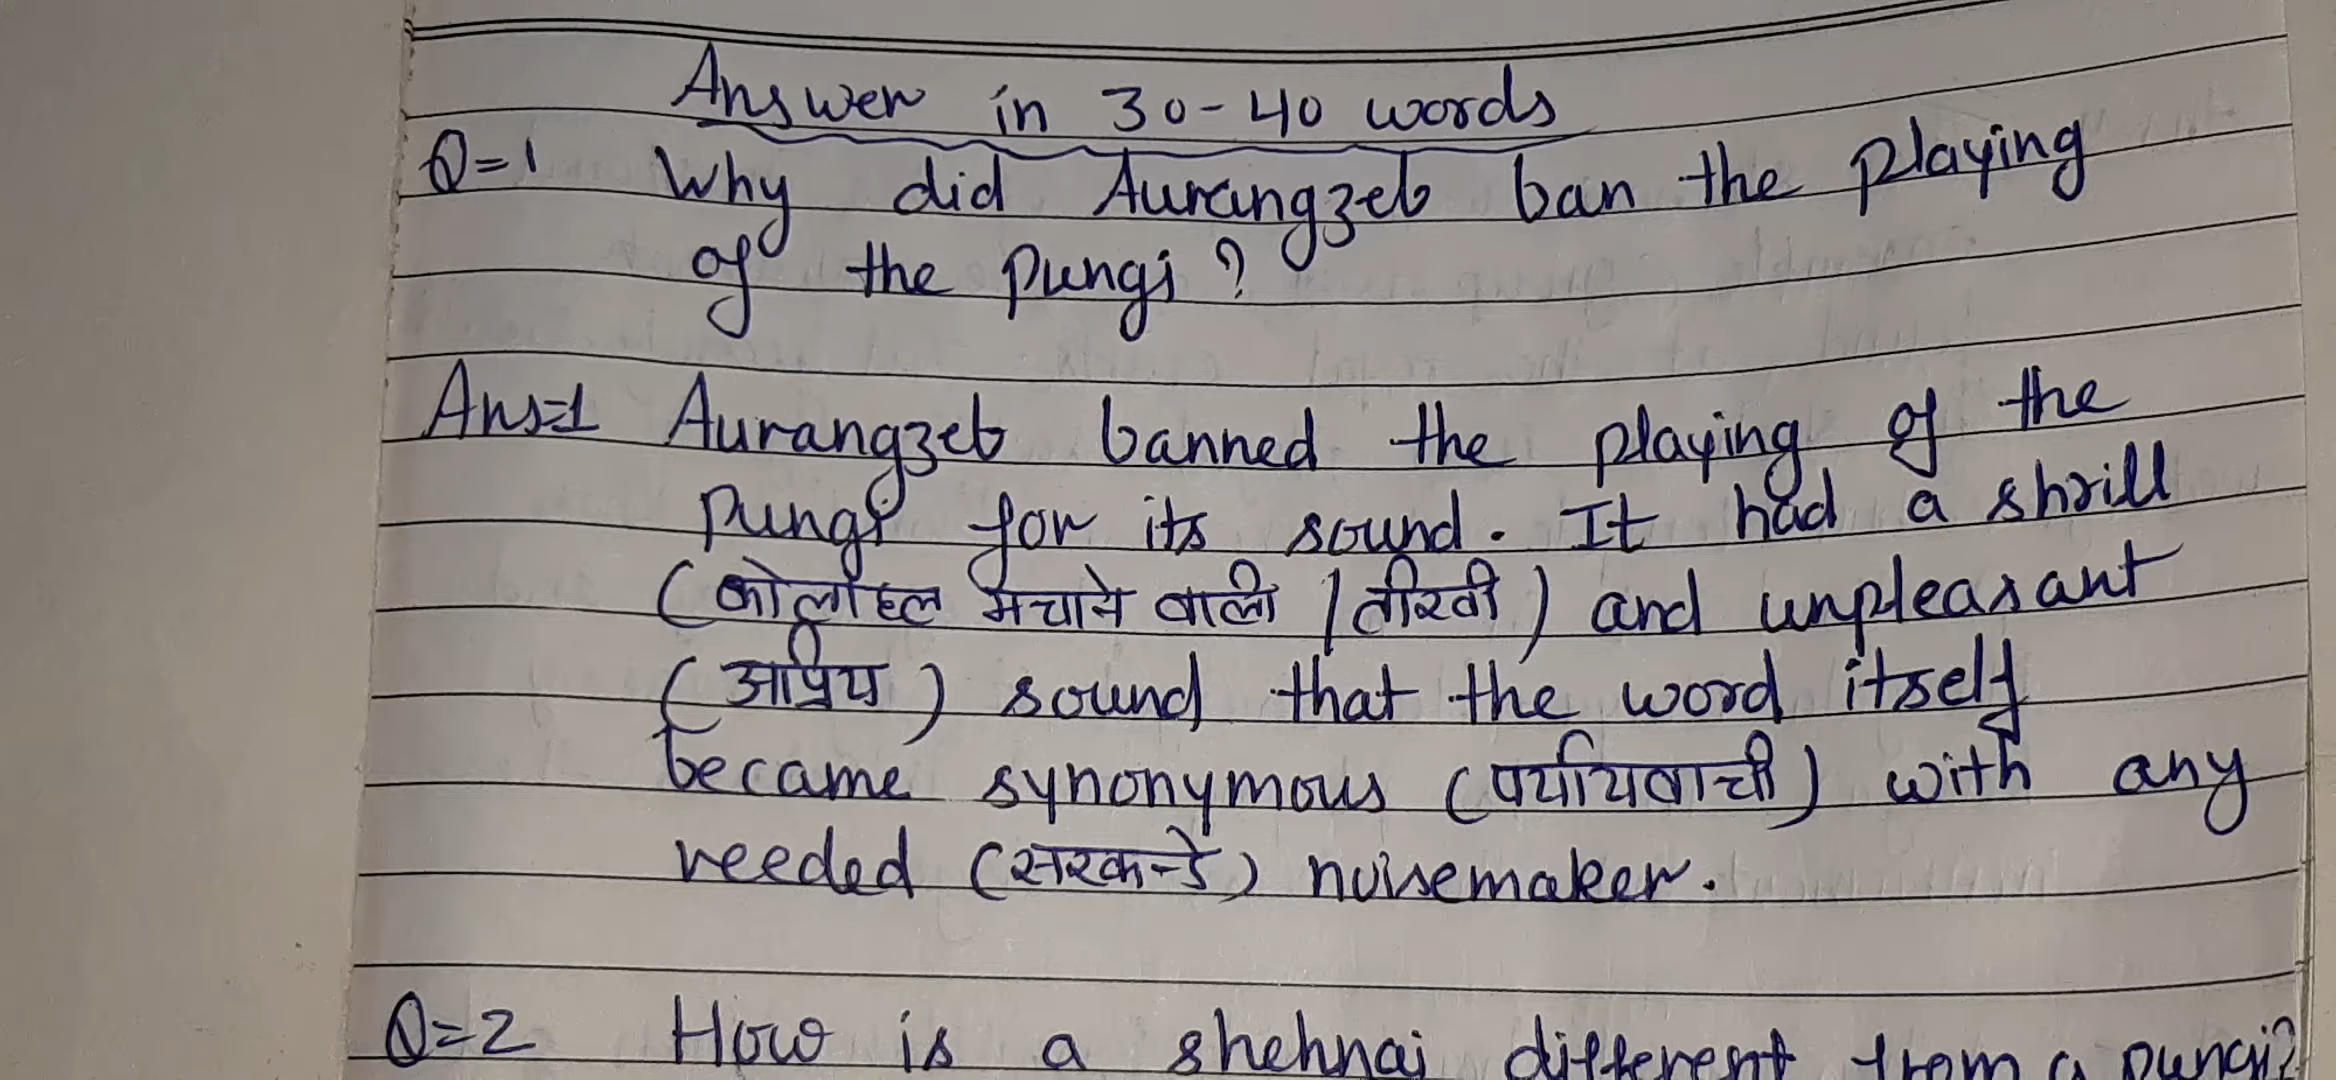 Answer in 30-40 words
Q=1 Why did Aurangzeb ban the playing
of the pungi?
Ans=1 Aurangzeb banned the playing of the
pungi for its sound. It had a shrill
(कोलाहल मचाने वाली / तीखी) and unpleasant
(अप्रिय) sound that the word itself
became synonymous (पर्यायवाची) with any
reeded (सरकन्डे) noisemaker.
Q=2 How is a shehnai different from a pungi?